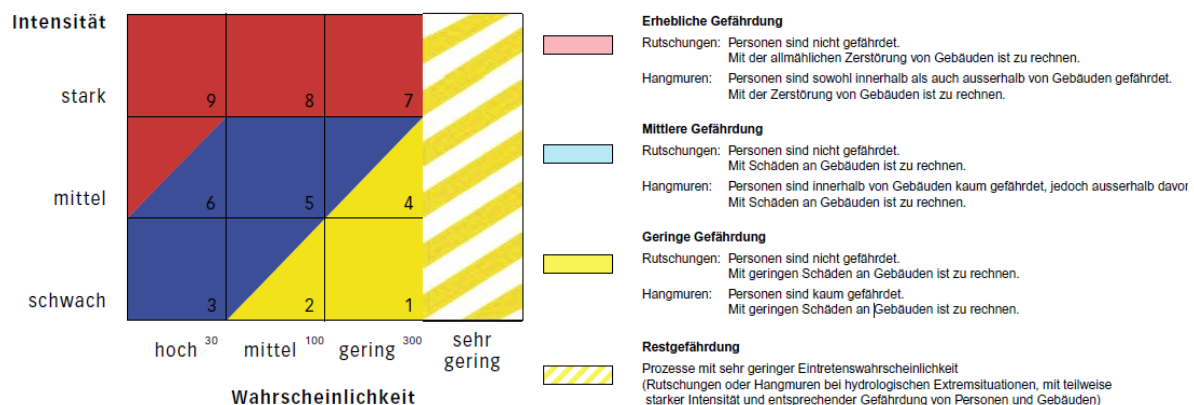 Intensität
stark
9 8 7
mittel
6 5 4
schwach
3 2 1
hoch 30 mittel 100 gering 300 sehr gering
Wahrscheinlichkeit
Erhebliche Gefährdung
Rutschungen: Personen sind nicht gefährdet.
Mit der allmählichen Zerstörung von Gebäuden ist zu rechnen.
Hangmuren: Personen sind sowohl innerhalb als auch ausserhalb von Gebäuden gefährdet.
Mit der Zerstörung von Gebäuden ist zu rechnen.
Mittlere Gefährdung
Rutschungen: Personen sind nicht gefährdet.
Mit Schäden an Gebäuden ist zu rechnen.
Hangmuren: Personen sind innerhalb von Gebäuden kaum gefährdet, jedoch ausserhalb davon
Mit Schäden an Gebäuden ist zu rechnen.
Geringe Gefährdung
Rutschungen: Personen sind nicht gefährdet.
Mit geringen Schäden an Gebäuden ist zu rechnen.
Hangmuren: Personen sind kaum gefährdet.
Mit geringen Schäden an Gebäuden ist zu rechnen.
Restgefährdung
Prozesse mit sehr geringer Eintretenswahrscheinlichkeit
(Rutschungen oder Hangmuren bei hydrologischen Extremsituationen, mit teilweise
starker Intensität und entsprechender Gefährdung von Personen und Gebäuden)